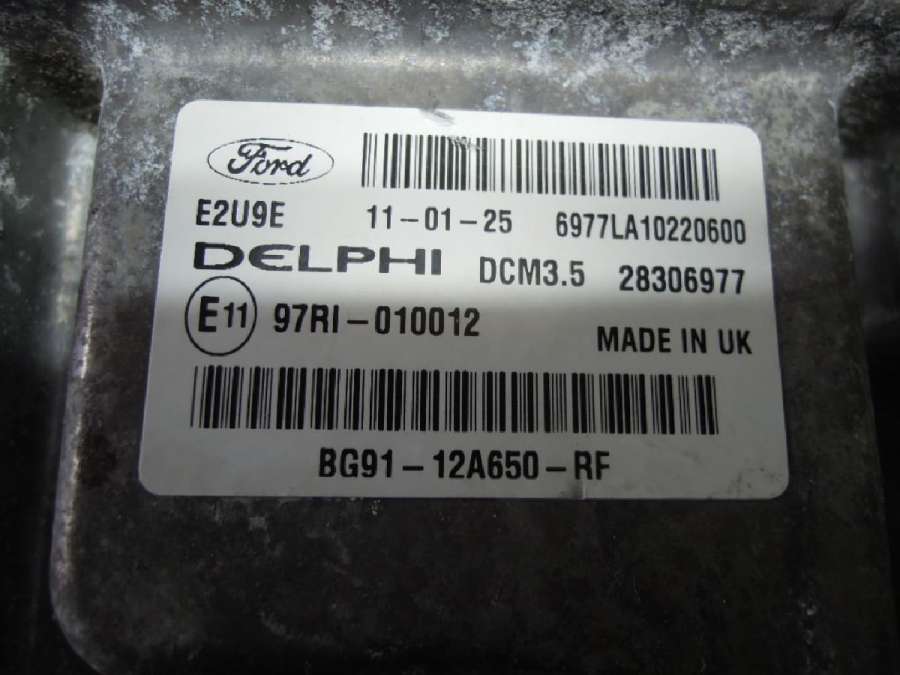 Ford
E2U9E 11-01-25 6977LA10220600
DELPHI DCM3.5 28306977
E11 97RI-010012
MADE IN UK
BG91-12A650-RF